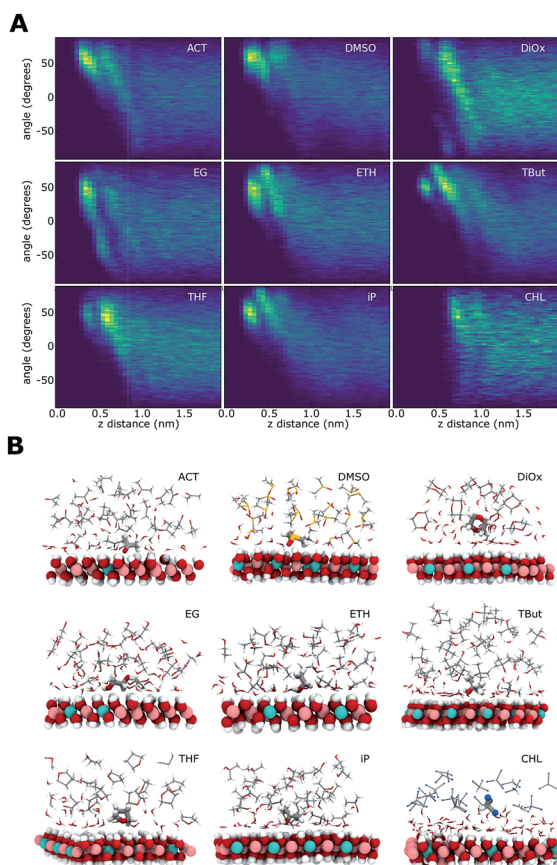 A
ACT DMSO DiOx
angle (degrees) 50 0 -50
EG ETH TBut
angle (degrees) 50 0 -50
THF iP CHL
angle (degrees) 50 0 -50
0.0 0.5 1.0 1.5 0.0 0.5 1.0 1.5 0.0 0.5 1.0 1.5
z distance (nm) z distance (nm) z distance (nm)
B
ACT DMSO DiOx
EG ETH TBut
THF iP CHL